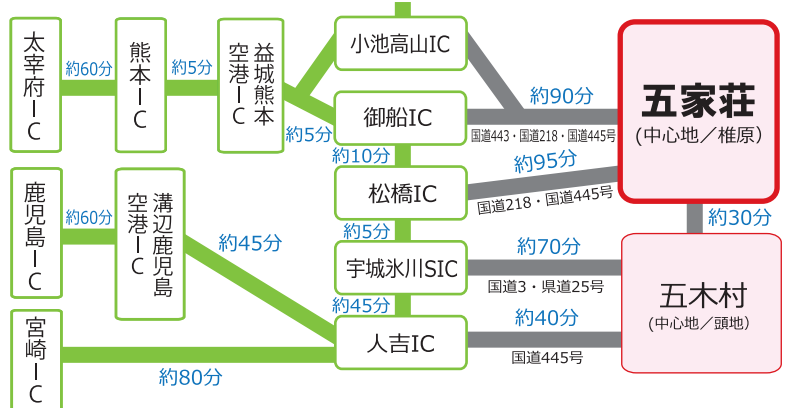 太宰府IC
約60分
熊本IC
約5分
益城熊本
空港IC
約5分
小池高山IC
御船IC
約10分
松橋IC
約5分
宇城氷川SIC
約45分
人吉IC
鹿児島IC
約60分
溝辺鹿児島
空港IC
約45分
宮崎IC
約80分
約90分
国道443・国道218・国道445号
約95分
国道218・国道445号
約70分
国道3・県道25号
約40分
国道445号
五家荘
(中心地／椎原)
約30分
五木村
(中心地／頭地)